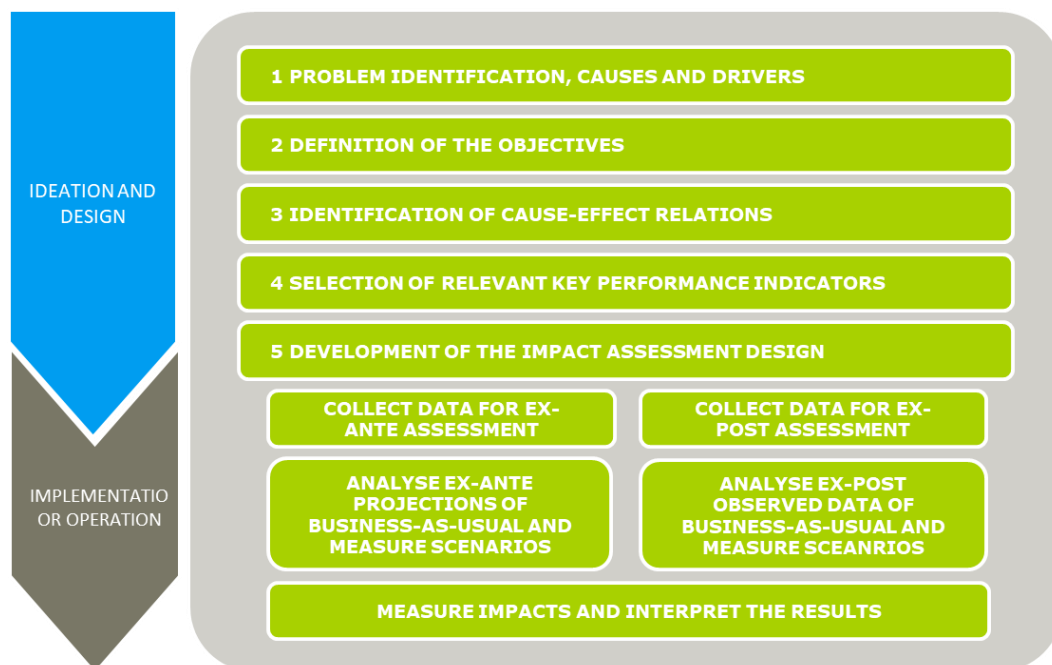 1 PROBLEM IDENTIFICATION, CAUSES AND DRIVERS
2 DEFINITION OF THE OBJECTIVES
IDEATION AND
DESIGN
3 IDENTIFICATION OF CAUSE-EFFECT RELATIONS
4 SELECTION OF RELEVANT KEY PERFORMANCE INDICATORS
5 DEVELOPMENT OF THE IMPACT ASSESSMENT DESIGN
COLLECT DATA FOR EX-
ANTE ASSESSMENT
COLLECT DATA FOR EX-
POST ASSESSMENT
IMPLEMENTATIO
OR OPERATION
ANALYSE EX-ANTE
PROJECTIONS OF
BUSINESS-AS-USUAL AND
MEASURE SCENARIOS
ANALYSE EX-POST
OBSERVED DATA OF
BUSINESS-AS-USUAL AND
MEASURE SCEANRIOS
MEASURE IMPACTS AND INTERPRET THE RESULTS